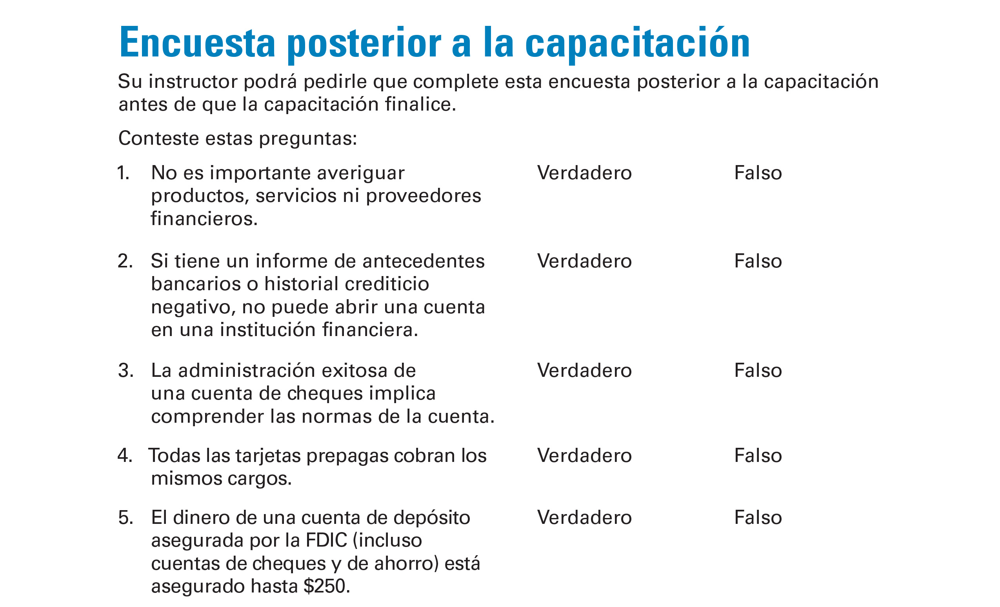 Encuesta posterior a la capacitación
Su instructor podrá pedirle que complete esta encuesta posterior a la capacitación
antes de que la capacitación finalice.
Conteste estas preguntas:
1. No es importante averiguar Verdadero Falso
productos, servicios ni proveedores
financieros.
2. Si tiene un informe de antecedentes Verdadero Falso
bancarios o historial crediticio
negativo, no puede abrir una cuenta
en una institución financiera.
3. La administración exitosa de Verdadero Falso
una cuenta de cheques implica
comprender las normas de la cuenta.
4. Todas las tarjetas prepagas cobran los Verdadero Falso
mismos cargos.
5. El dinero de una cuenta de depósito Verdadero Falso
asegurada por la FDIC (incluso
cuentas de cheques y de ahorro) está
asegurado hasta $250.